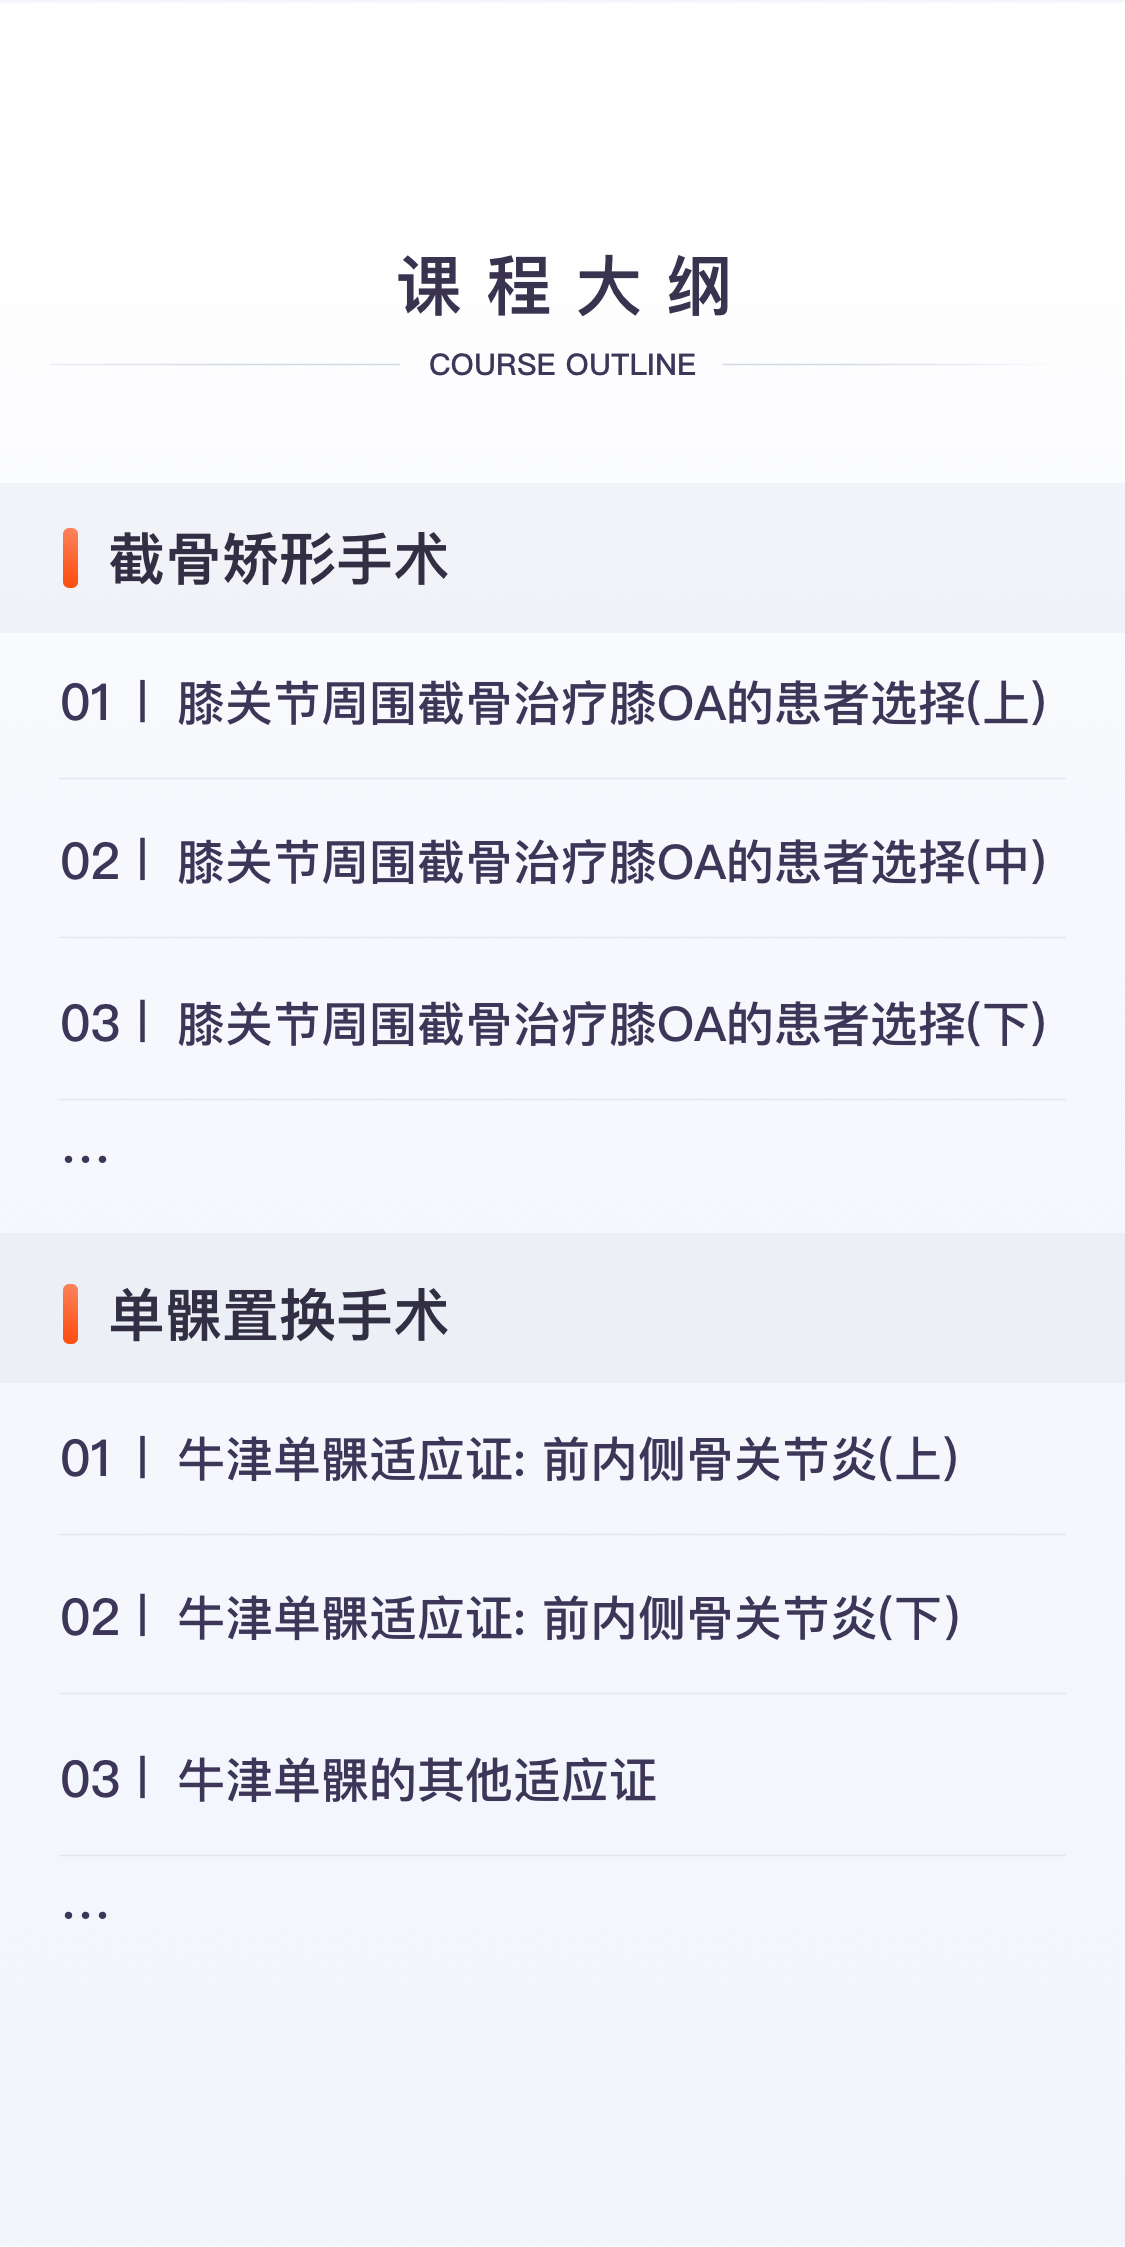 课程大纲
COURSE OUTLINE
截骨矫形手术
01 | 膝关节周围截骨治疗膝OA的患者选择(上)
02 | 膝关节周围截骨治疗膝OA的患者选择(中)
03 | 膝关节周围截骨治疗膝OA的患者选择(下)
...
单髁置换手术
01 | 牛津单髁适应证: 前内侧骨关节炎(上)
02 | 牛津单髁适应证: 前内侧骨关节炎(下)
03 | 牛津单髁的其他适应证
...